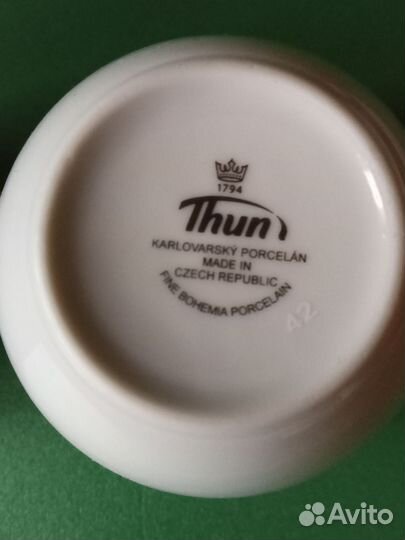 1794
Thun
KARLOVARSKÝ PORCELÁN
MADE IN
CZECH REPUBLIC
FINE BOHEMIA PORCELAIN
42
Avito